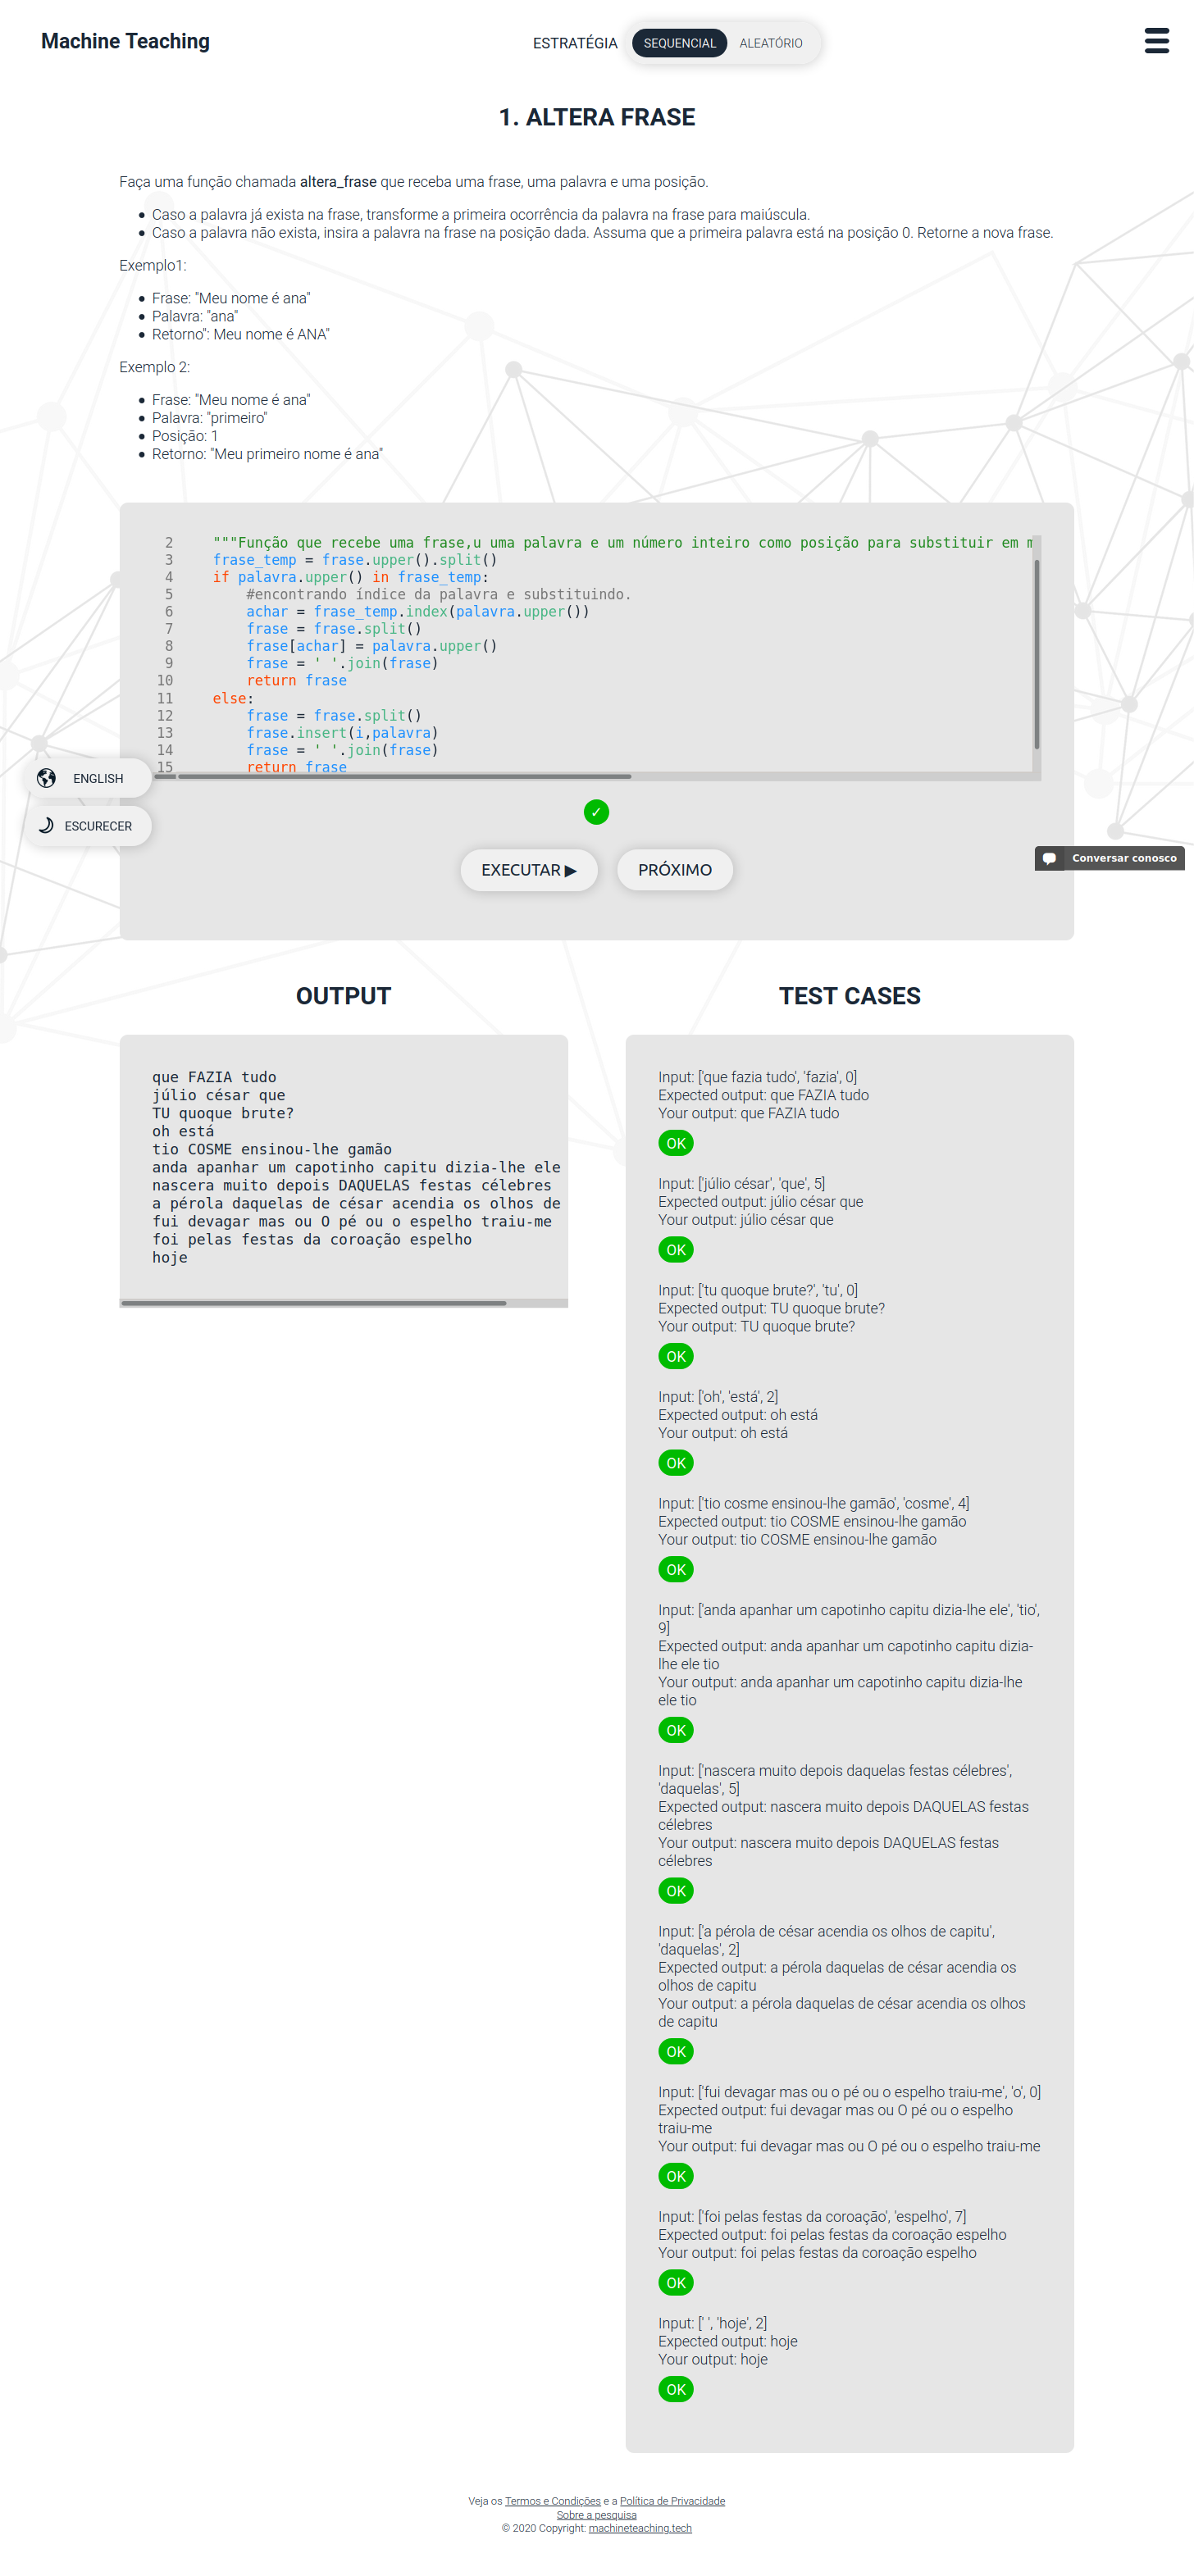 Machine Teaching
ESTRATÉGIA SEQUENCIAL ALEATÓRIO
1. ALTERA FRASE
Faça uma função chamada altera_frase que receba uma frase, uma palavra e uma posição.
Caso a palavra já exista na frase, transforme a primeira ocorrência da palavra na frase para maiúscula.
Caso a palavra não exista, insira a palavra na frase na posição dada. Assuma que a primeira palavra está na posição 0. Retorne a nova frase.
Exemplo1:
Frase: "Meu nome é ana"
Palavra: "ana"
Retorno": Meu nome é ANA"
Exemplo 2:
Frase: "Meu nome é ana"
Palavra: "primeiro"
Posição: 1
Retorno: "Meu primeiro nome é ana"
2 """Função que recebe uma frase,u uma palavra e um número inteiro como posição para substituir em m
3 frase_temp = frase.upper().split()
4 if palavra.upper() in frase_temp:
5 #encontrando índice da palavra e substituindo.
6 achar = frase_temp.index(palavra.upper())
7 frase = frase.split()
8 frase[achar] = palavra.upper()
9 frase = ' '.join(frase)
10 return frase
11 else:
12 frase = frase.split()
13 frase.insert(i,palavra)
14 frase = ' '.join(frase)
15 return frase
ENGLISH
ESCURECER
EXECUTAR ▶ PRÓXIMO
Conversar conosco
OUTPUT
que FAZIA tudo
júlio césar que
TU quoque brute?
oh está
tio COSME ensinou-lhe gamão
anda apanhar um capotinho capitu dizia-lhe ele
nascera muito depois DAQUELAS festas célebres
a pérola daquelas de césar acendia os olhos de
fui devagar mas ou O pé ou o espelho traiu-me
foi pelas festas da coroação espelho
hoje
TEST CASES
Input: ['que fazia tudo', 'fazia', 0]
Expected output: que FAZIA tudo
Your output: que FAZIA tudo
OK
Input: ['júlio césar', 'que', 5]
Expected output: júlio césar que
Your output: júlio césar que
OK
Input: ['tu quoque brute?', 'tu', 0]
Expected output: TU quoque brute?
Your output: TU quoque brute?
OK
Input: ['oh', 'está', 2]
Expected output: oh está
Your output: oh está
OK
Input: ['tio cosme ensinou-lhe gamão', 'cosme', 4]
Expected output: tio COSME ensinou-lhe gamão
Your output: tio COSME ensinou-lhe gamão
OK
Input: ['anda apanhar um capotinho capitu dizia-lhe ele', 'tio',
9]
Expected output: anda apanhar um capotinho capitu dizia-
lhe ele tio
Your output: anda apanhar um capotinho capitu dizia-lhe
ele tio
OK
Input: ['nascera muito depois daquelas festas célebres',
'daquelas', 5]
Expected output: nascera muito depois DAQUELAS festas
célebres
Your output: nascera muito depois DAQUELAS festas
célebres
OK
Input: ['a pérola de césar acendia os olhos de capitu',
'daquelas', 2]
Expected output: a pérola daquelas de césar acendia os
olhos de capitu
Your output: a pérola daquelas de césar acendia os olhos
de capitu
OK
Input: ['fui devagar mas ou o pé ou o espelho traiu-me', 'o', 0]
Expected output: fui devagar mas ou O pé ou o espelho
traiu-me
Your output: fui devagar mas ou O pé ou o espelho traiu-me
OK
Input: ['foi pelas festas da coroação', 'espelho', 7]
Expected output: foi pelas festas da coroação espelho
Your output: foi pelas festas da coroação espelho
OK
Input: [' ', 'hoje', 2]
Expected output: hoje
Your output: hoje
OK
Veja os Termos e Condições e a Política de Privacidade
Sobre a pesquisa
© 2020 Copyright: machineteaching.tech